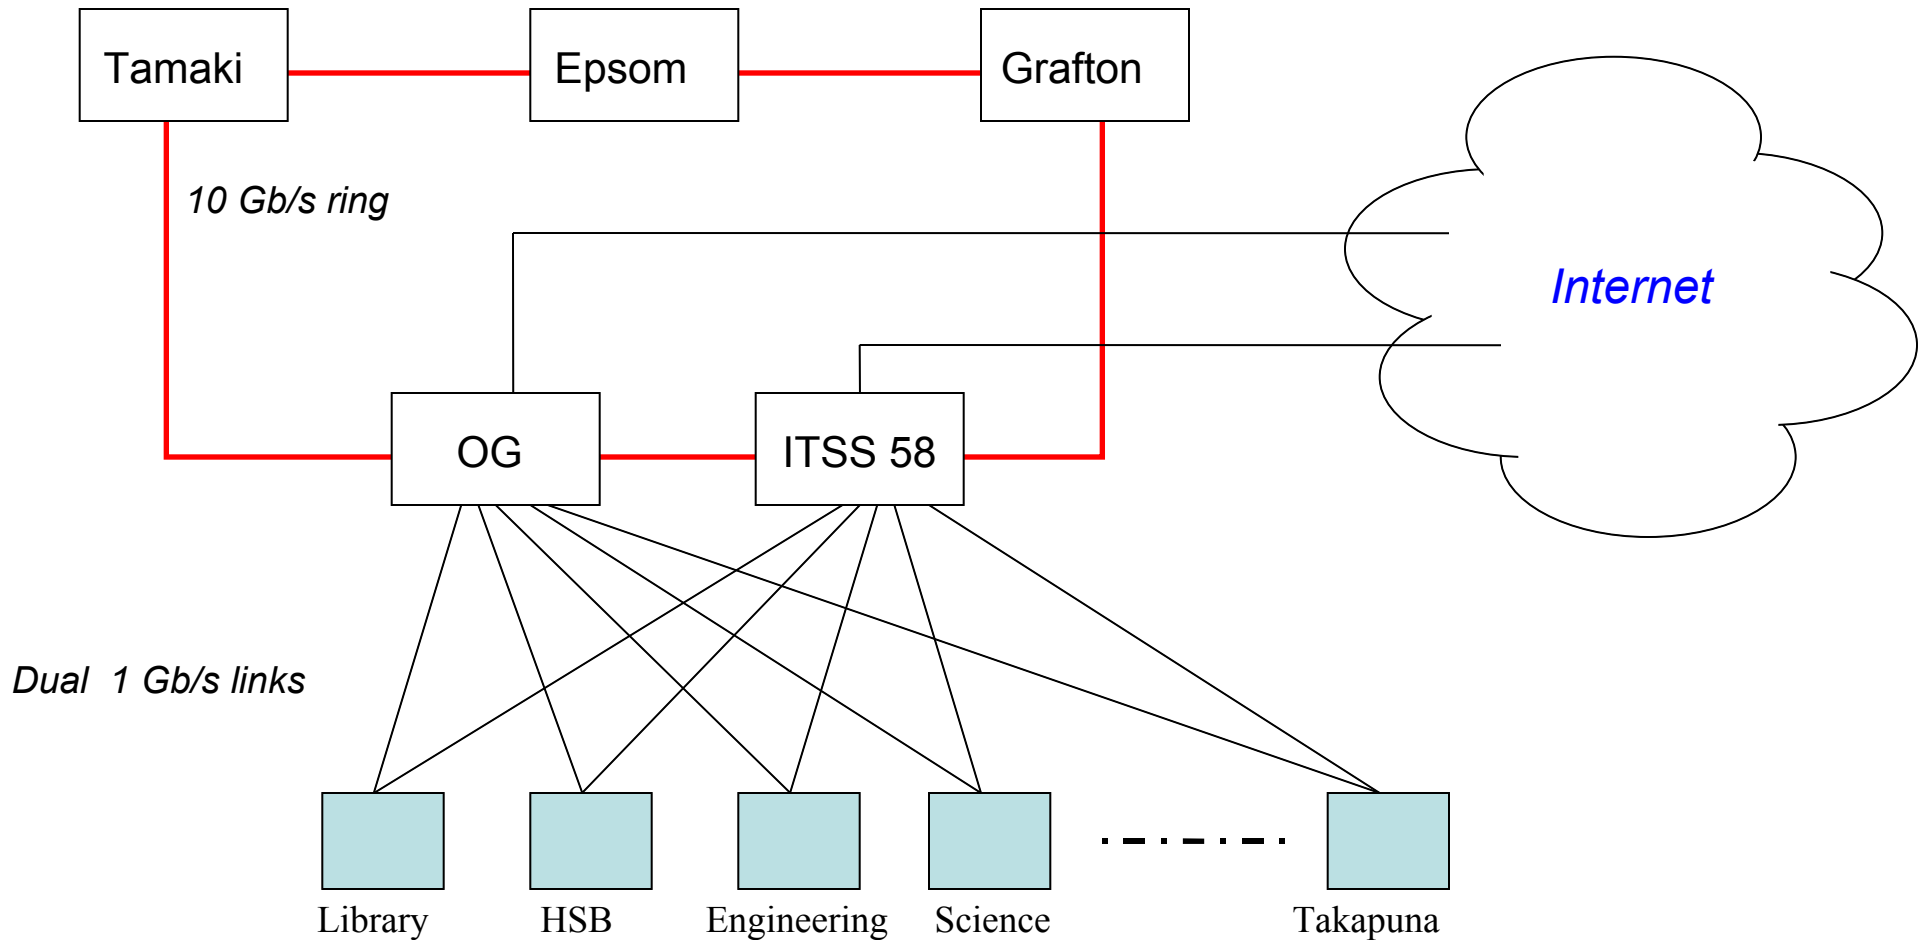 Tamaki
Epsom
Grafton
10 Gb/s ring
Internet
OG
ITSS 58
Dual 1 Gb/s links
Library
HSB
Engineering
Science
Takapuna